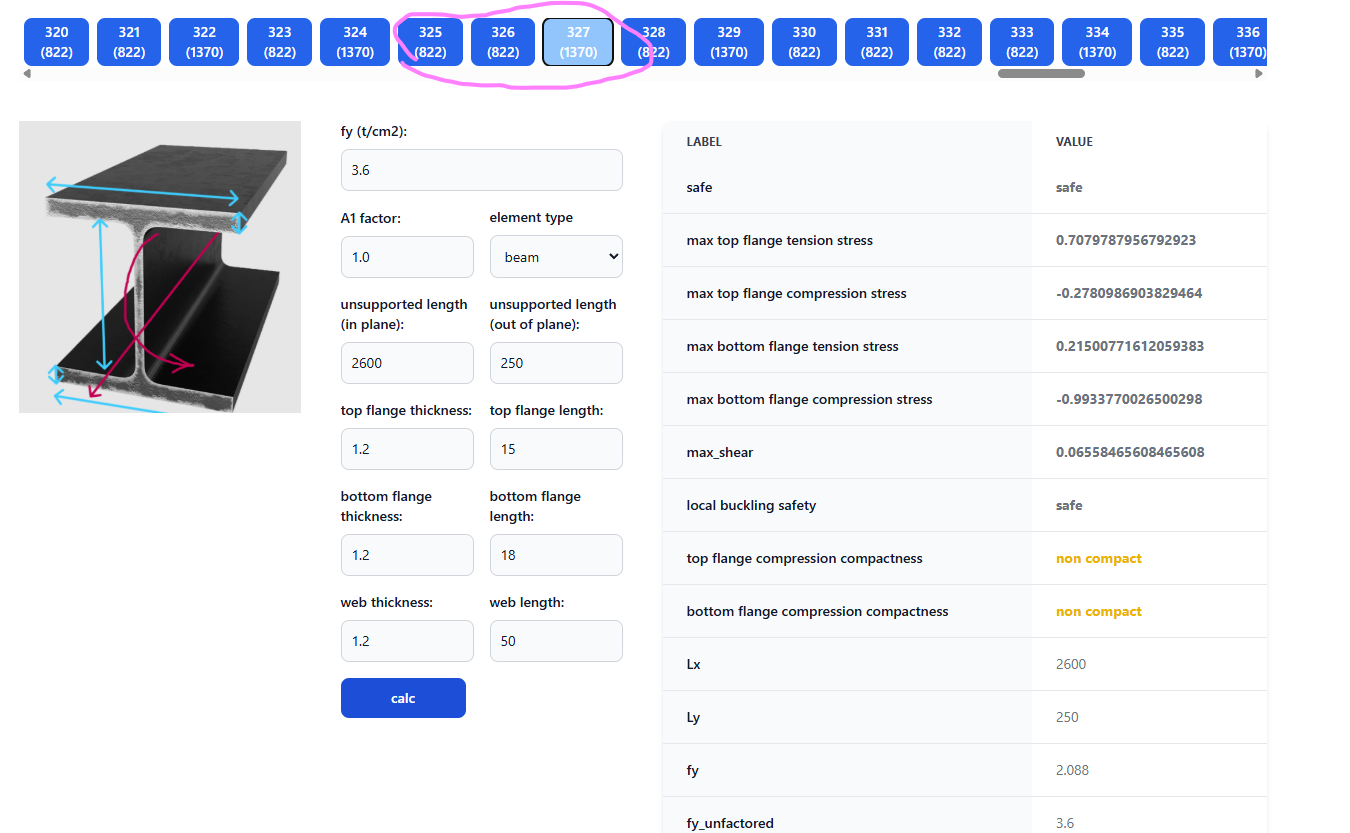 320 321 322 323 324 325 326 327 328 329 330 331 332 333 334 335 336
(822) (822) (1370) (822) (1370) (822) (822) (1370) (822) (1370) (822) (822) (822) (822) (1370) (822) (1370)
fy (t/cm2):
3.6
A1 factor: element type
1.0 beam
unsupported length unsupported length
(in plane): (out of plane):
2600 250
top flange thickness: top flange length:
1.2 15
bottom flange bottom flange
thickness: length:
1.2 18
web thickness: web length:
1.2 50
calc
LABEL VALUE
safe safe
max top flange tension stress 0.7079787956792923
max top flange compression stress -0.2780986903829464
max bottom flange tension stress 0.21500771612059383
max bottom flange compression stress -0.9933770026500298
max_shear 0.06558465608465608
local buckling safety safe
top flange compression compactness non compact
bottom flange compression compactness non compact
Lx 2600
Ly 250
fy 2.088
fy_unfactored 3.6